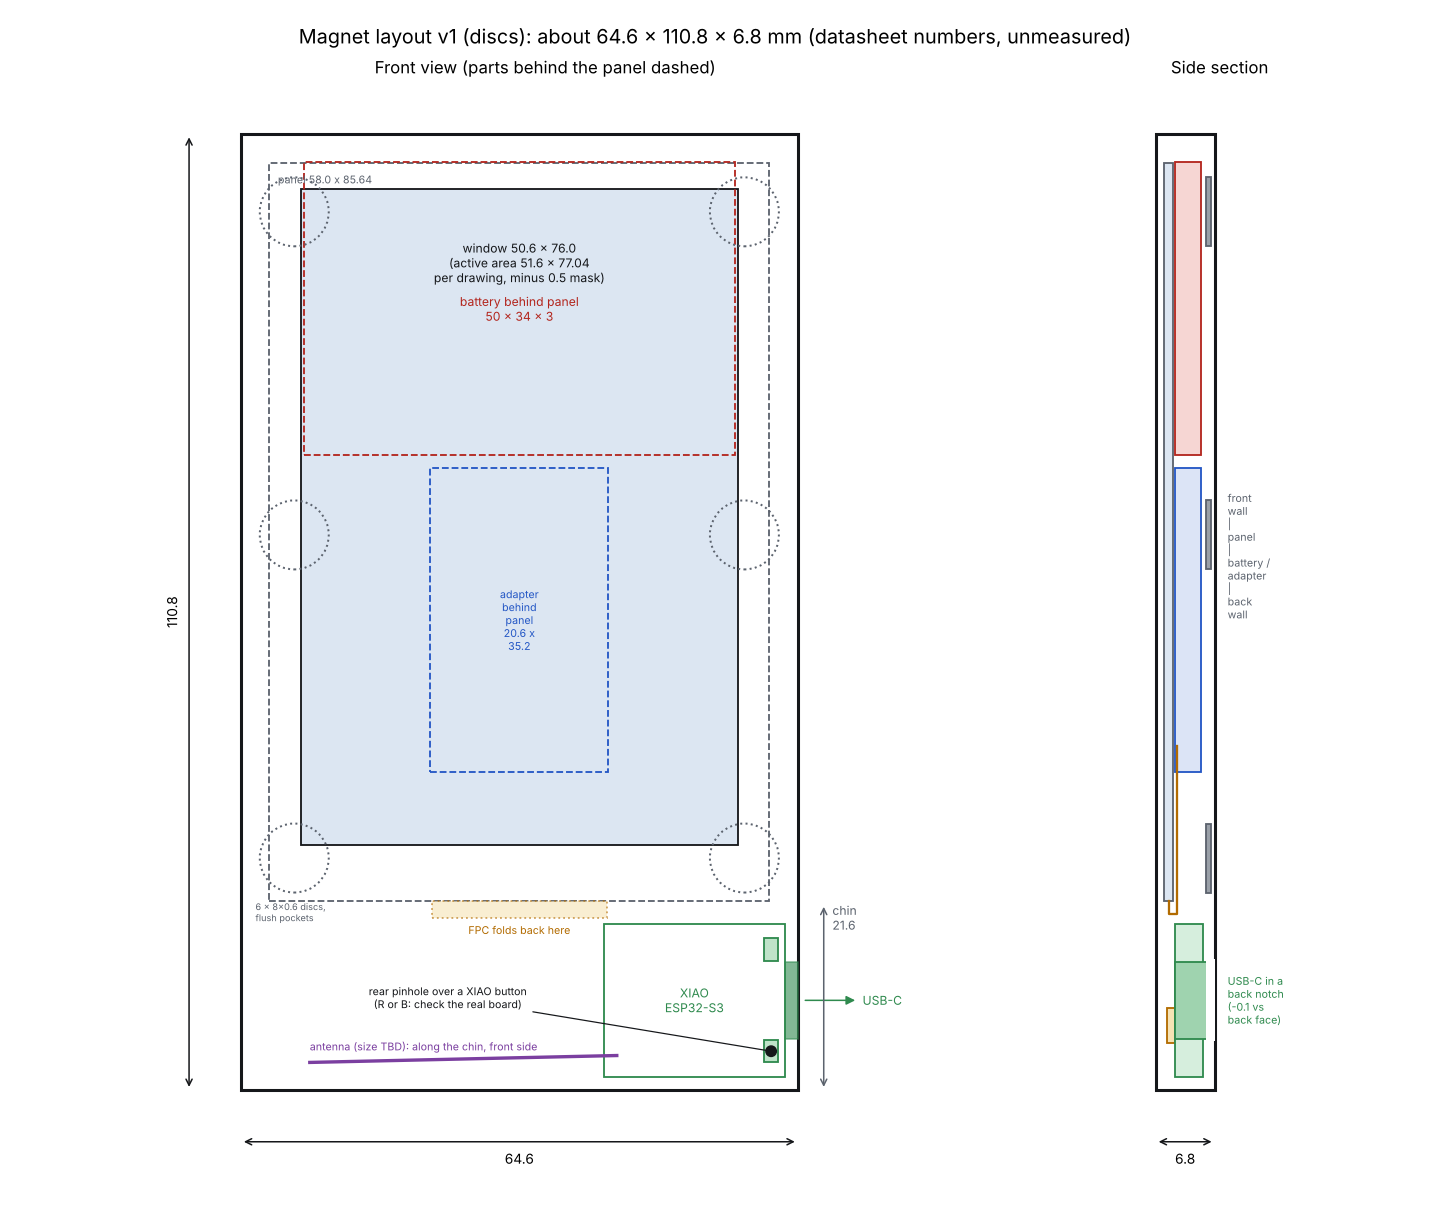 Magnet layout v1 (discs): about 64.6 × 110.8 × 6.8 mm (datasheet numbers, unmeasured)
Front view (parts behind the panel dashed)
Side section
panel 58.0 x 85.64
window 50.6 × 76.0
(active area 51.6 × 77.04
per drawing, minus 0.5 mask)
battery behind panel
50 × 34 × 3
adapter
behind
panel
20.6 x
35.2
110.8
front
wall
|
panel
|
battery /
adapter
|
back
wall
6 × 8×0.6 discs,
flush pockets
FPC folds back here
chin
21.6
rear pinhole over a XIAO button
(R or B: check the real board)
XIAO
ESP32-S3
USB-C
antenna (size TBD): along the chin, front side
USB-C in a
back notch
(-0.1 vs
back face)
64.6
6.8